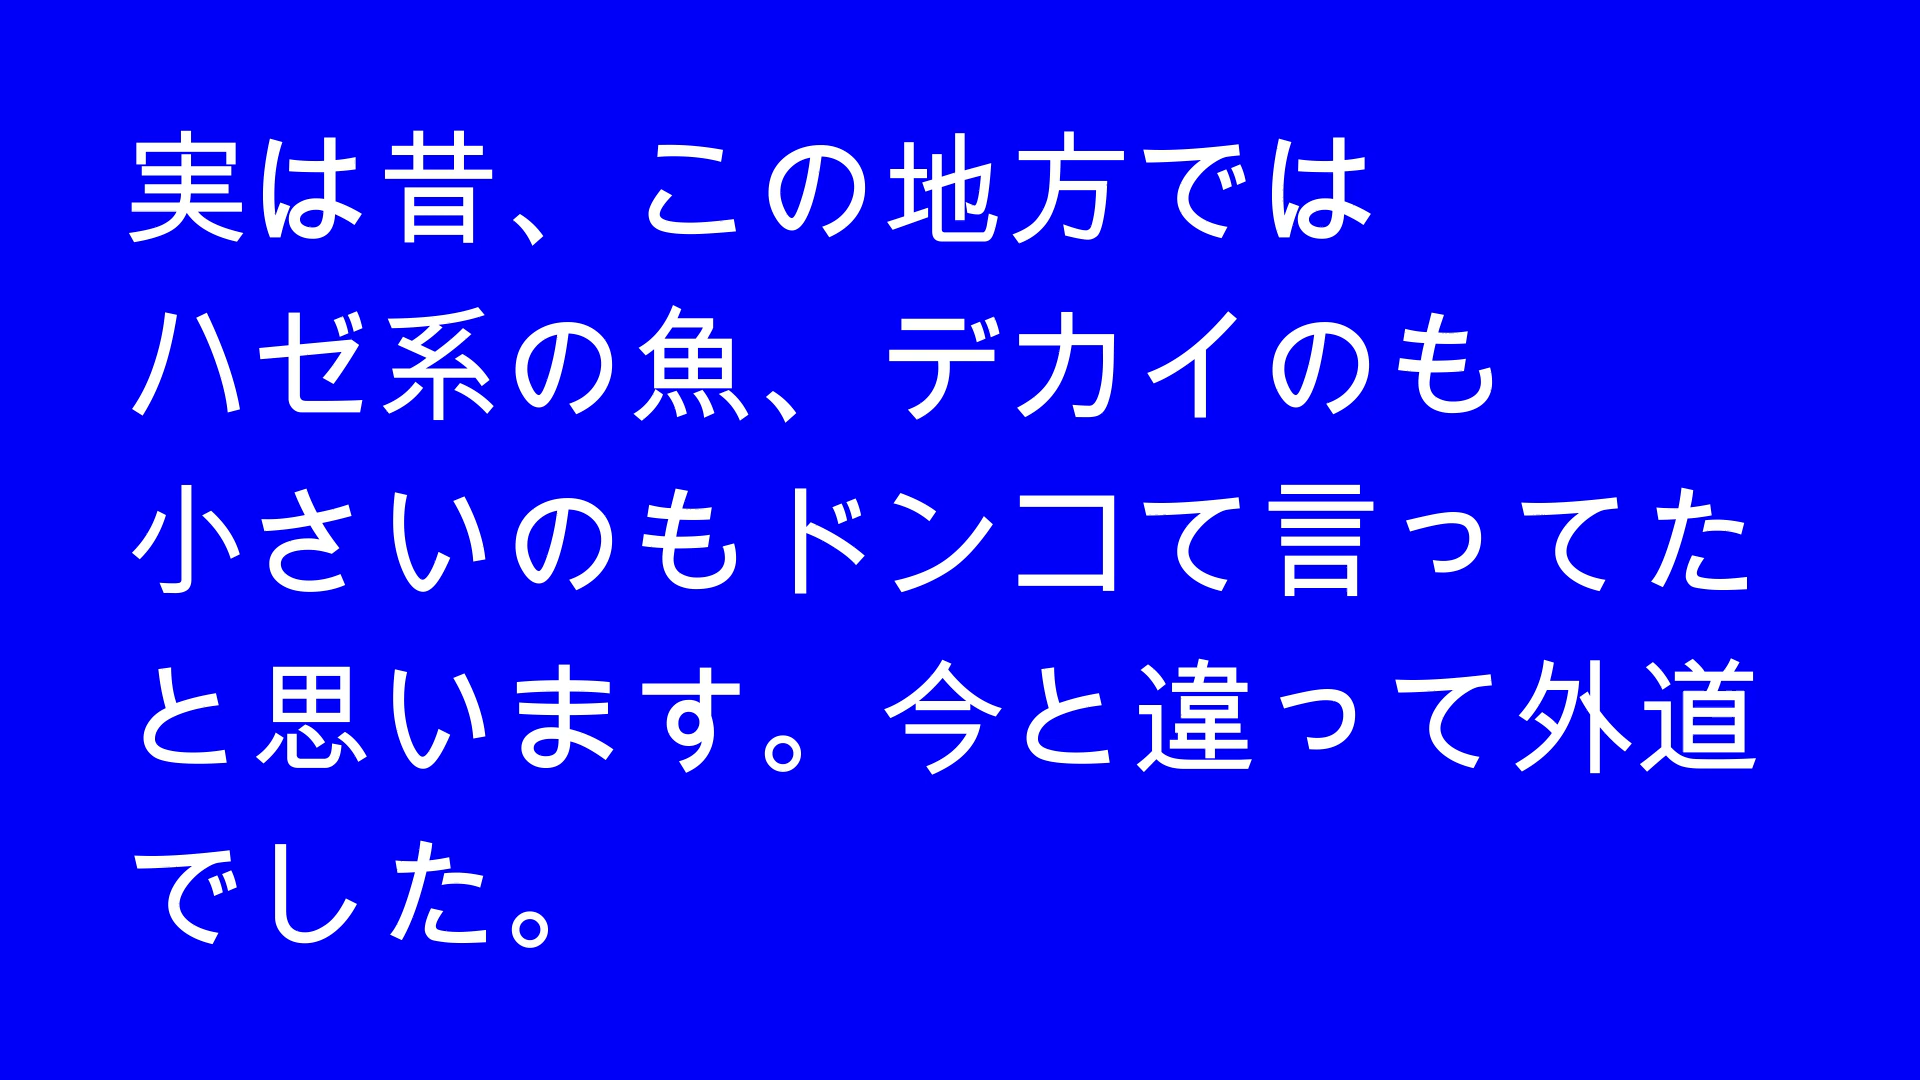 実は昔、この地方では
ハゼ系の魚、デカイのも
小さいのもドンコて言ってた
と思います。今と違って外道
でした。